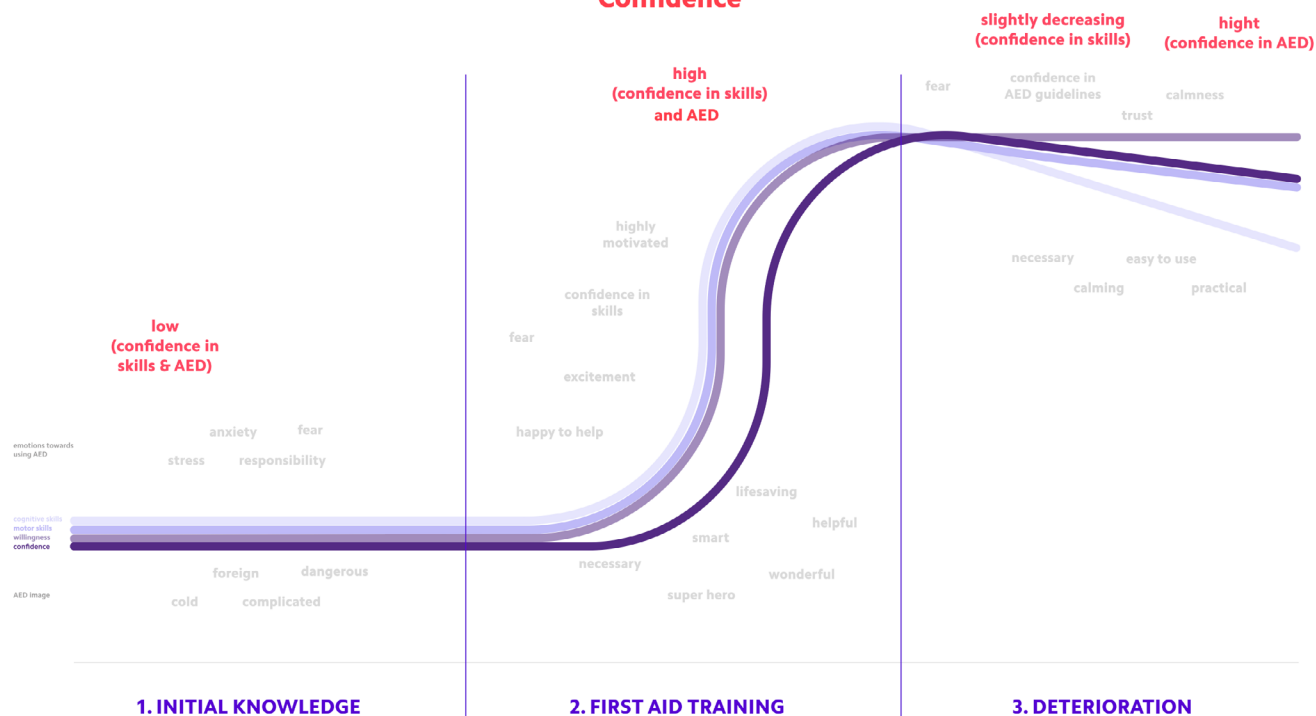 Confidence
slightly decreasing
(confidence in skills)
hight
(confidence in AED)
high
(confidence in skills)
and AED
fear
confidence in
AED guidelines
calmness
trust
highly
motivated
necessary
easy to use
calming
practical
confidence in
skills
fear
low
(confidence in
skills & AED)
excitement
anxiety
fear
happy to help
emotions towards
using AED
stress
responsibility
lifesaving
cognitive skills
motor skills
willingness
confidence
helpful
smart
necessary
foreign
dangerous
wonderful
AED Image
cold
complicated
super hero
1. INITIAL KNOWLEDGE
2. FIRST AID TRAINING
3. DETERIORATION